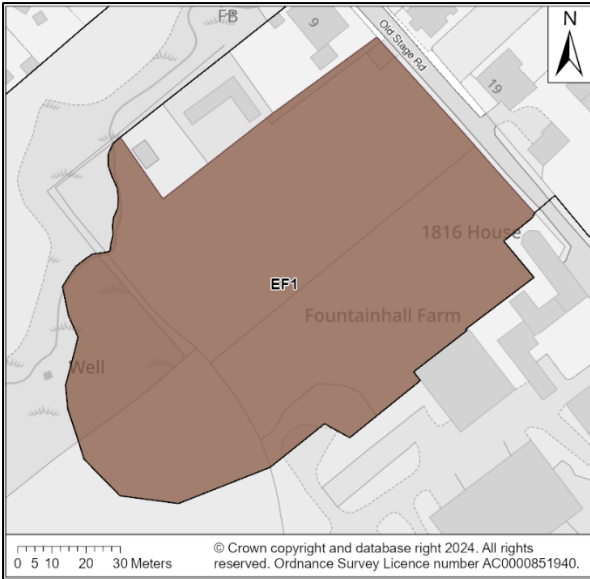 FB
9
N
Old Stage Rd
19
1816 House
EF1
Fountainhall Farm
Well
0 5 10 20 30 Meters
© Crown copyright and database right 2024. All rights
reserved. Ordnance Survey Licence number AC0000851940.